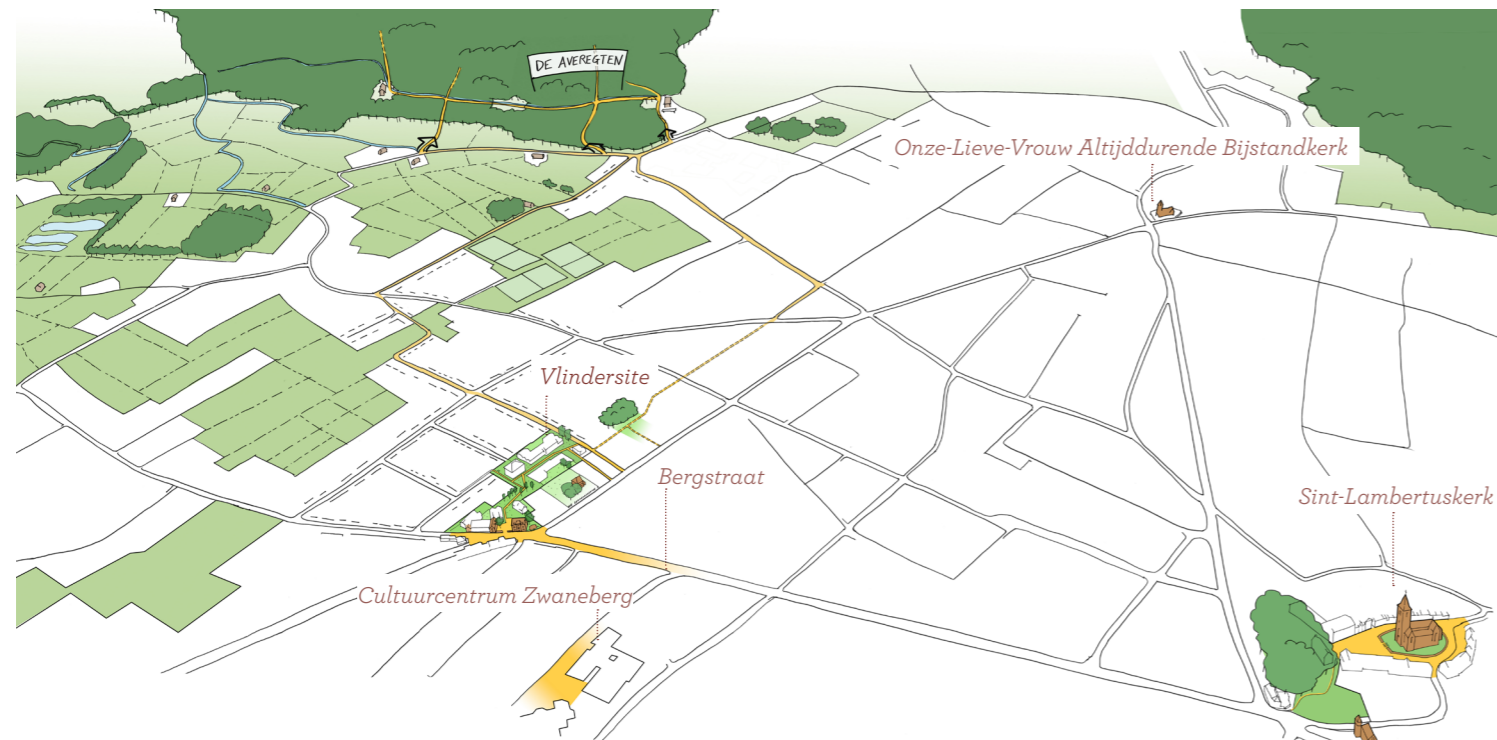 DE AVEREGTEN
Onze-Lieve-Vrouw Altijddurende Bijstandkerk
Vlindersite
Bergstraat
Sint-Lambertuskerk
Cultuurcentrum Zwaneberg